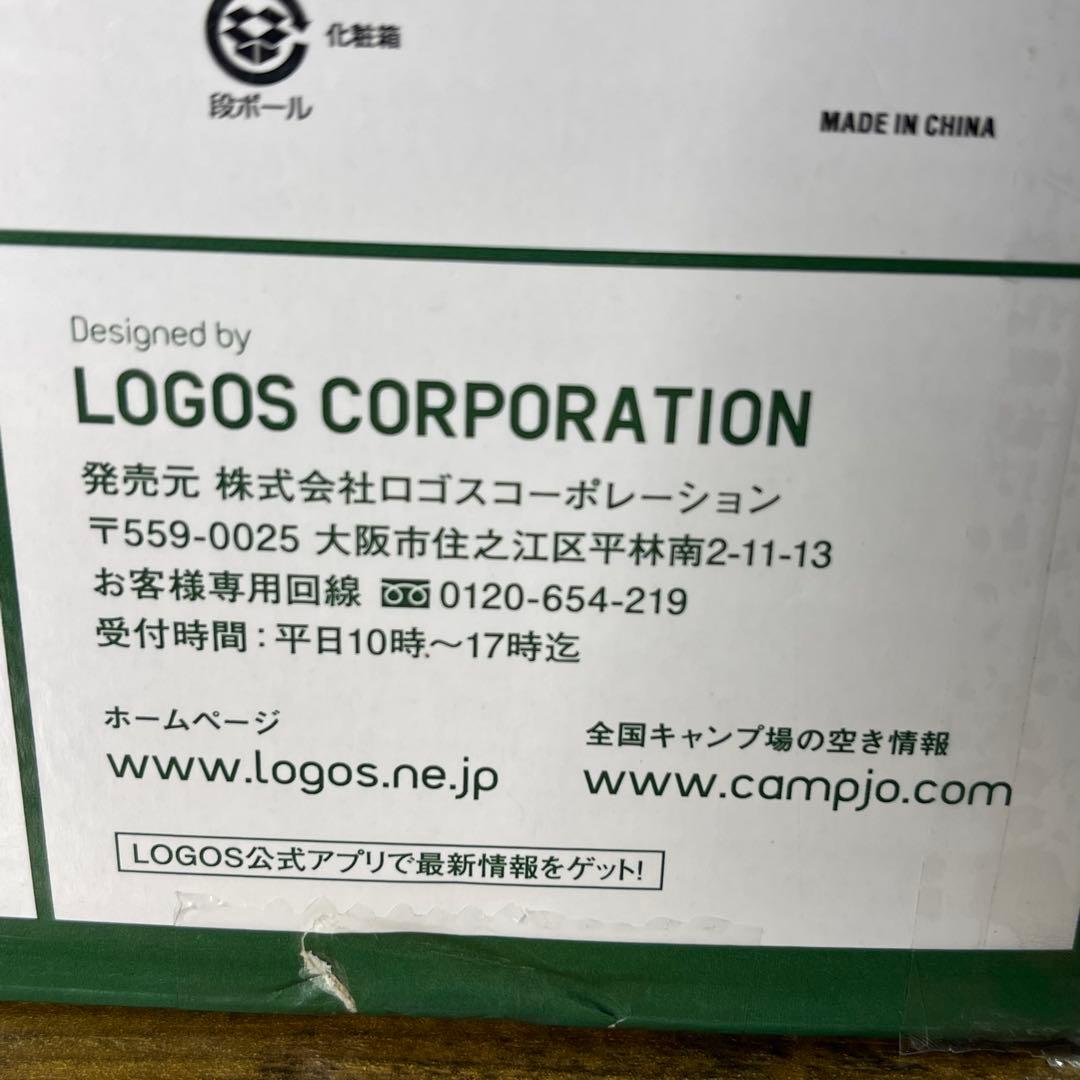 化粧箱
段ボール
MADE IN CHINA
Designed by
LOGOS CORPORATION
発売元 株式会社ロゴスコーポレーション
〒559-0025 大阪市住之江区平林南2-11-13
お客様専用回線 0120-654-219
受付時間：平日10時〜17時迄
ホームページ
www.logos.ne.jp
全国キャンプ場の空き情報
www.campjo.com
LOGOS公式アプリで最新情報をゲット!